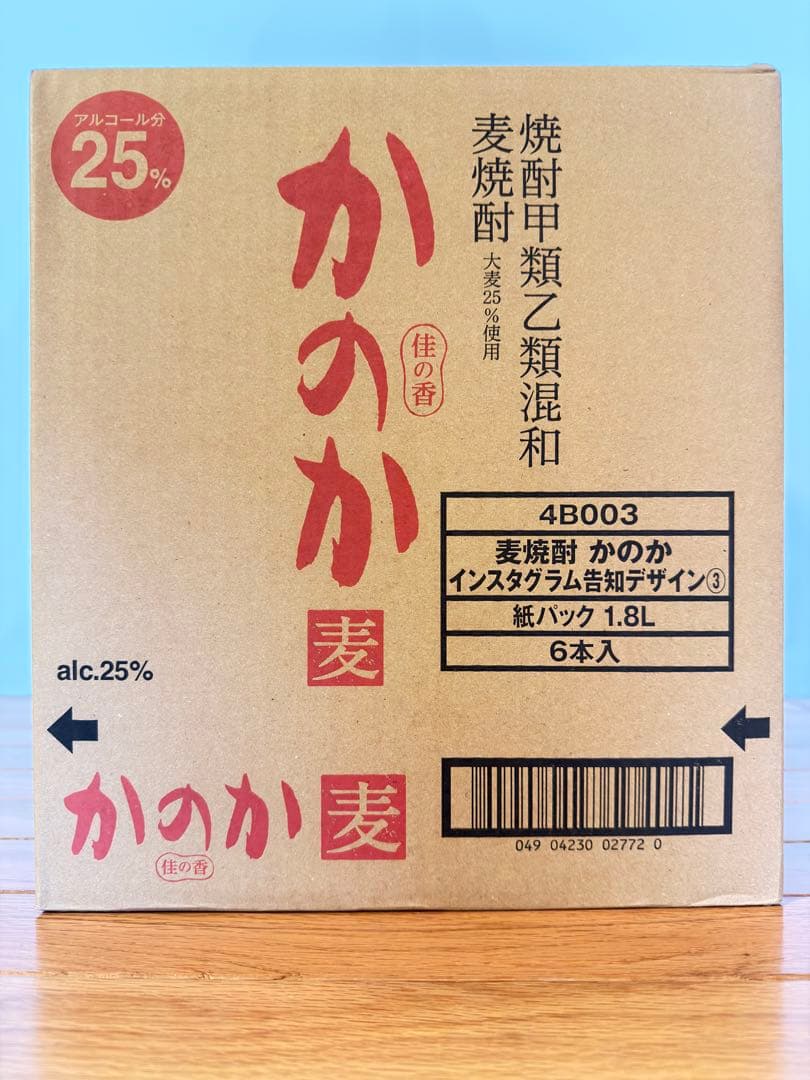 アルコール分
25%
焼酎甲類乙類混和
麦焼酎
大麦25%使用
かのか
佳の香
麦
4B003
麦焼酎 かのか
インスタグラム告知デザイン③
紙パック 1.8L
6本入
alc.25%
かのか 麦
佳の香
049 04230 02772 0